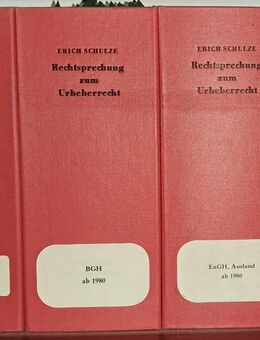 ERICH SCHULZE
Rechtsprechung
zum
Urheberrecht
BGH
ab 1980
ERICH SCHULZE
Rechtsprechung
zum
Urheberrecht
EuGH, Ausland
ab 1980